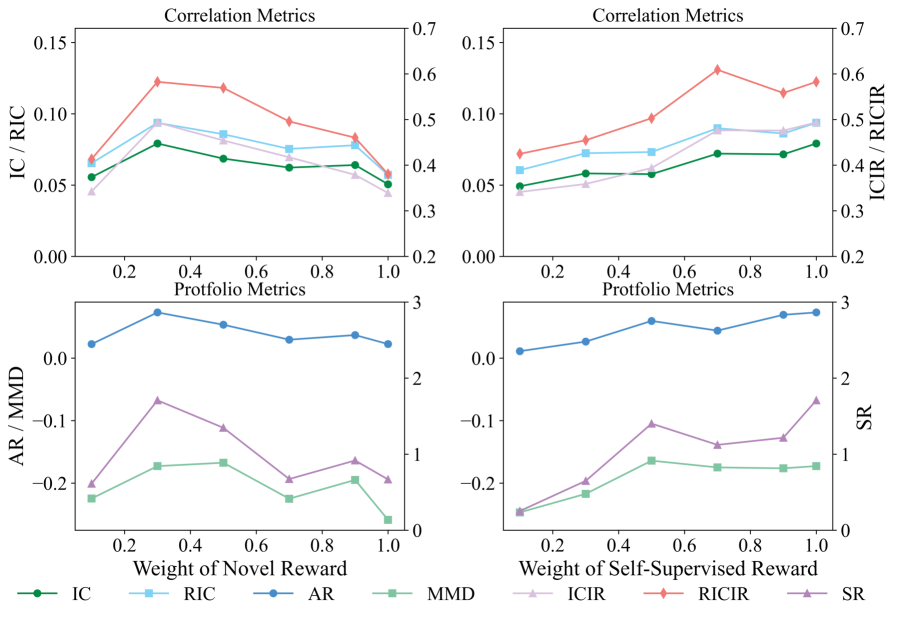 Correlation Metrics
Correlation Metrics
0.15
0.10
0.05
0.00
IC / RIC
0.7
0.6
0.5
0.4
0.3
0.2
0.2 0.4 0.6 0.8 1.0
0.15
0.10
0.05
0.00
0.7
0.6
0.5
0.4
0.3
0.2
ICIR / RICIR
0.2 0.4 0.6 0.8 1.0
Protfolio Metrics
Protfolio Metrics
0.0
−0.1
−0.2
AR / MMD
3
2
1
0
0.2 0.4 0.6 0.8 1.0
Weight of Novel Reward
0.0
−0.1
−0.2
3
2
1
0
SR
0.2 0.4 0.6 0.8 1.0
Weight of Self-Supervised Reward
IC RIC AR MMD ICIR RICIR SR